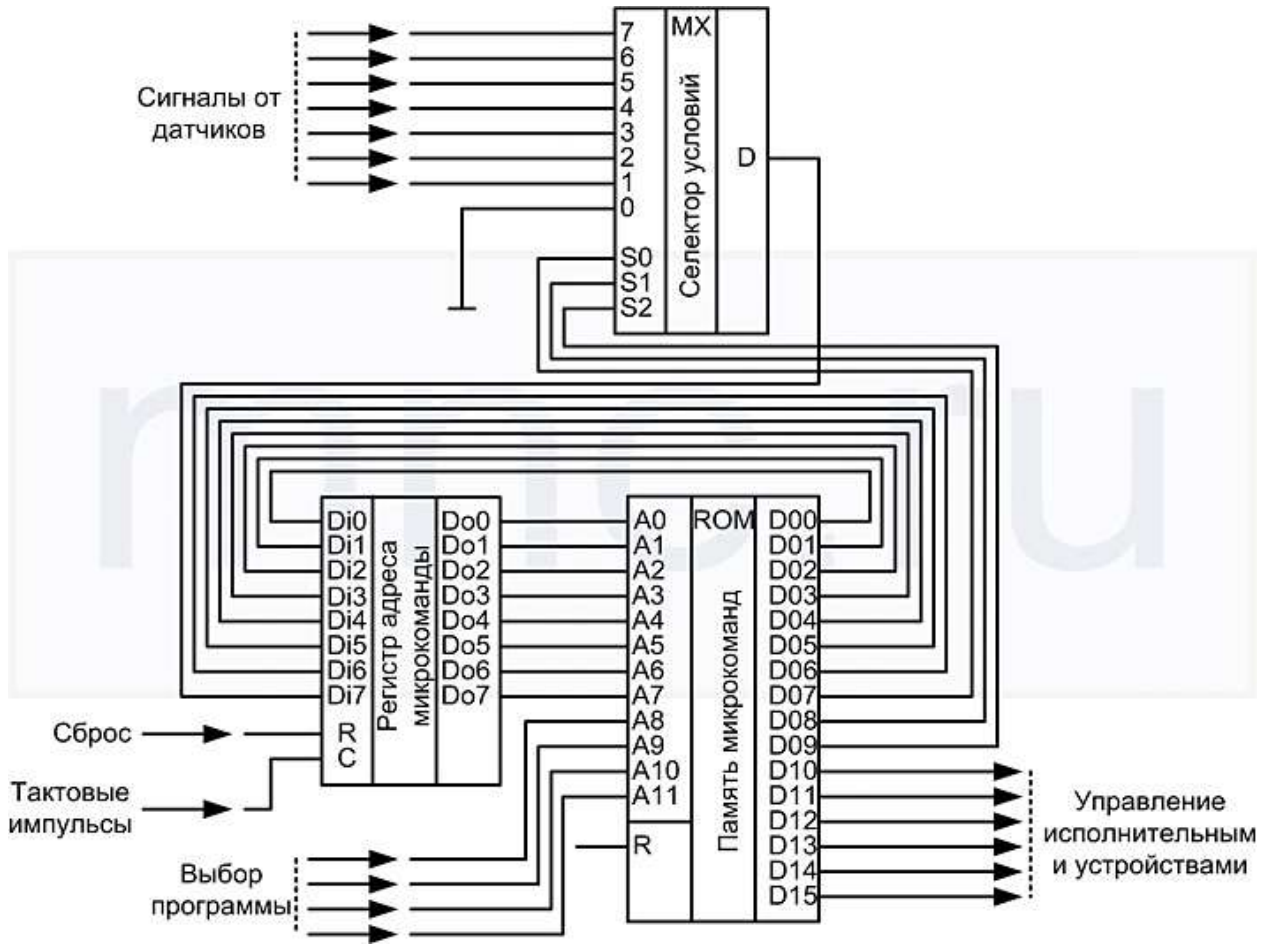 7
MX
6
5
4
3
2
1
0
Сигналы от
датчиков
D
S0
S1
S2
Селектор условий
Di0
Di1
Di2
Di3
Di4
Di5
Di6
Di7
R
C
Регистр адреса
микрокоманды
Do0
Do1
Do2
Do3
Do4
Do5
Do6
Do7
A0
A1
A2
A3
A4
A5
A6
A7
A8
A9
A10
A11
R
ROM
Память микрокоманд
D00
D01
D02
D03
D04
D05
D06
D07
D08
D09
D10
D11
D12
D13
D14
D15
Сброс
Тактовые
импульсы
Выбор
программы
Управление
исполнительным
и устройствами